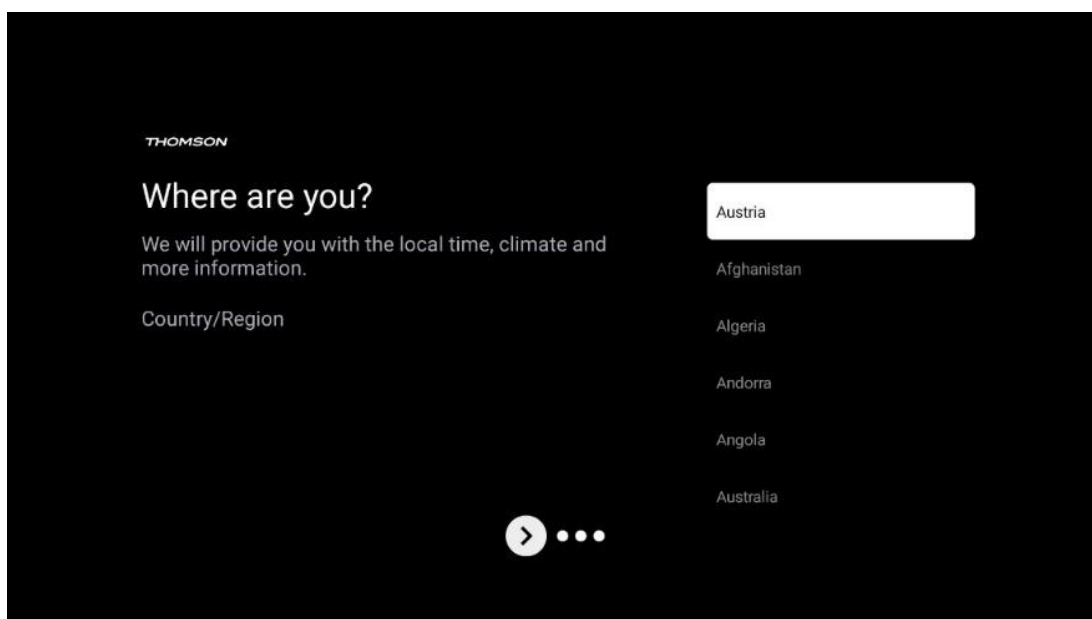 THOMSON
Where are you?
We will provide you with the local time, climate and
more information.
Country/Region
Austria
Afghanistan
Algeria
Andorra
Angola
Australia